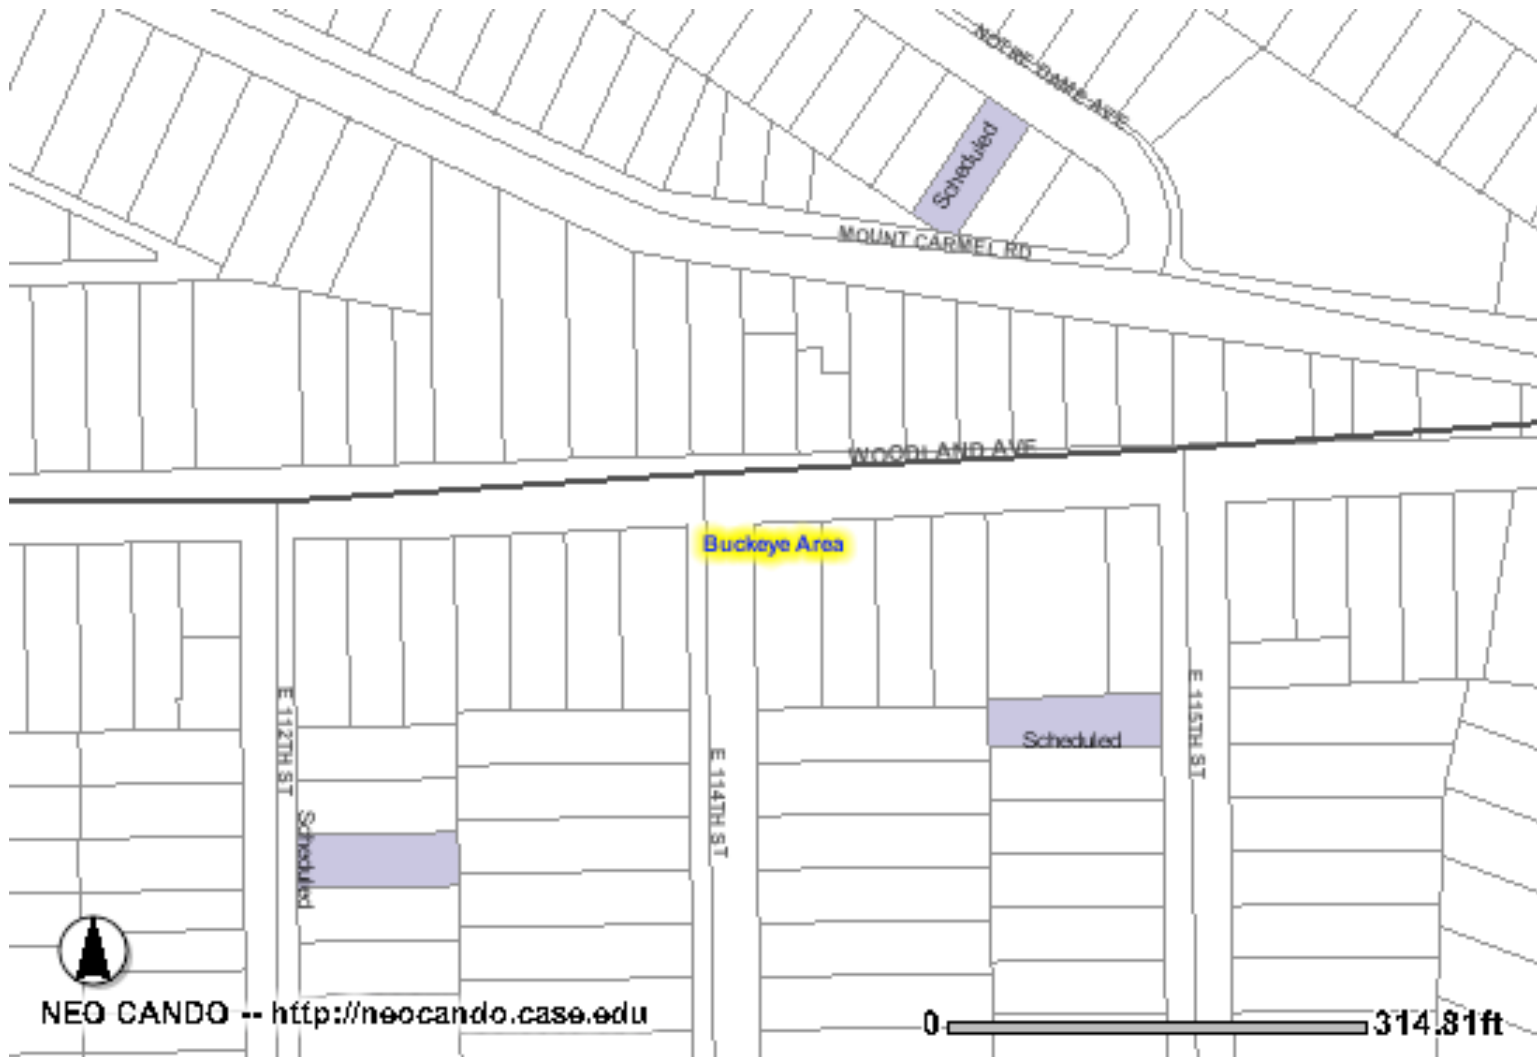 NOTRE DAME AVE
Scheduled
MOUNT CARMEL RD
WOODLAND AVE
Buckeye Area
E 112TH ST
E 114TH ST
E 115TH ST
Scheduled
Scheduled
NEO CANDO -- http://neocando.case.edu
0 314.81ft